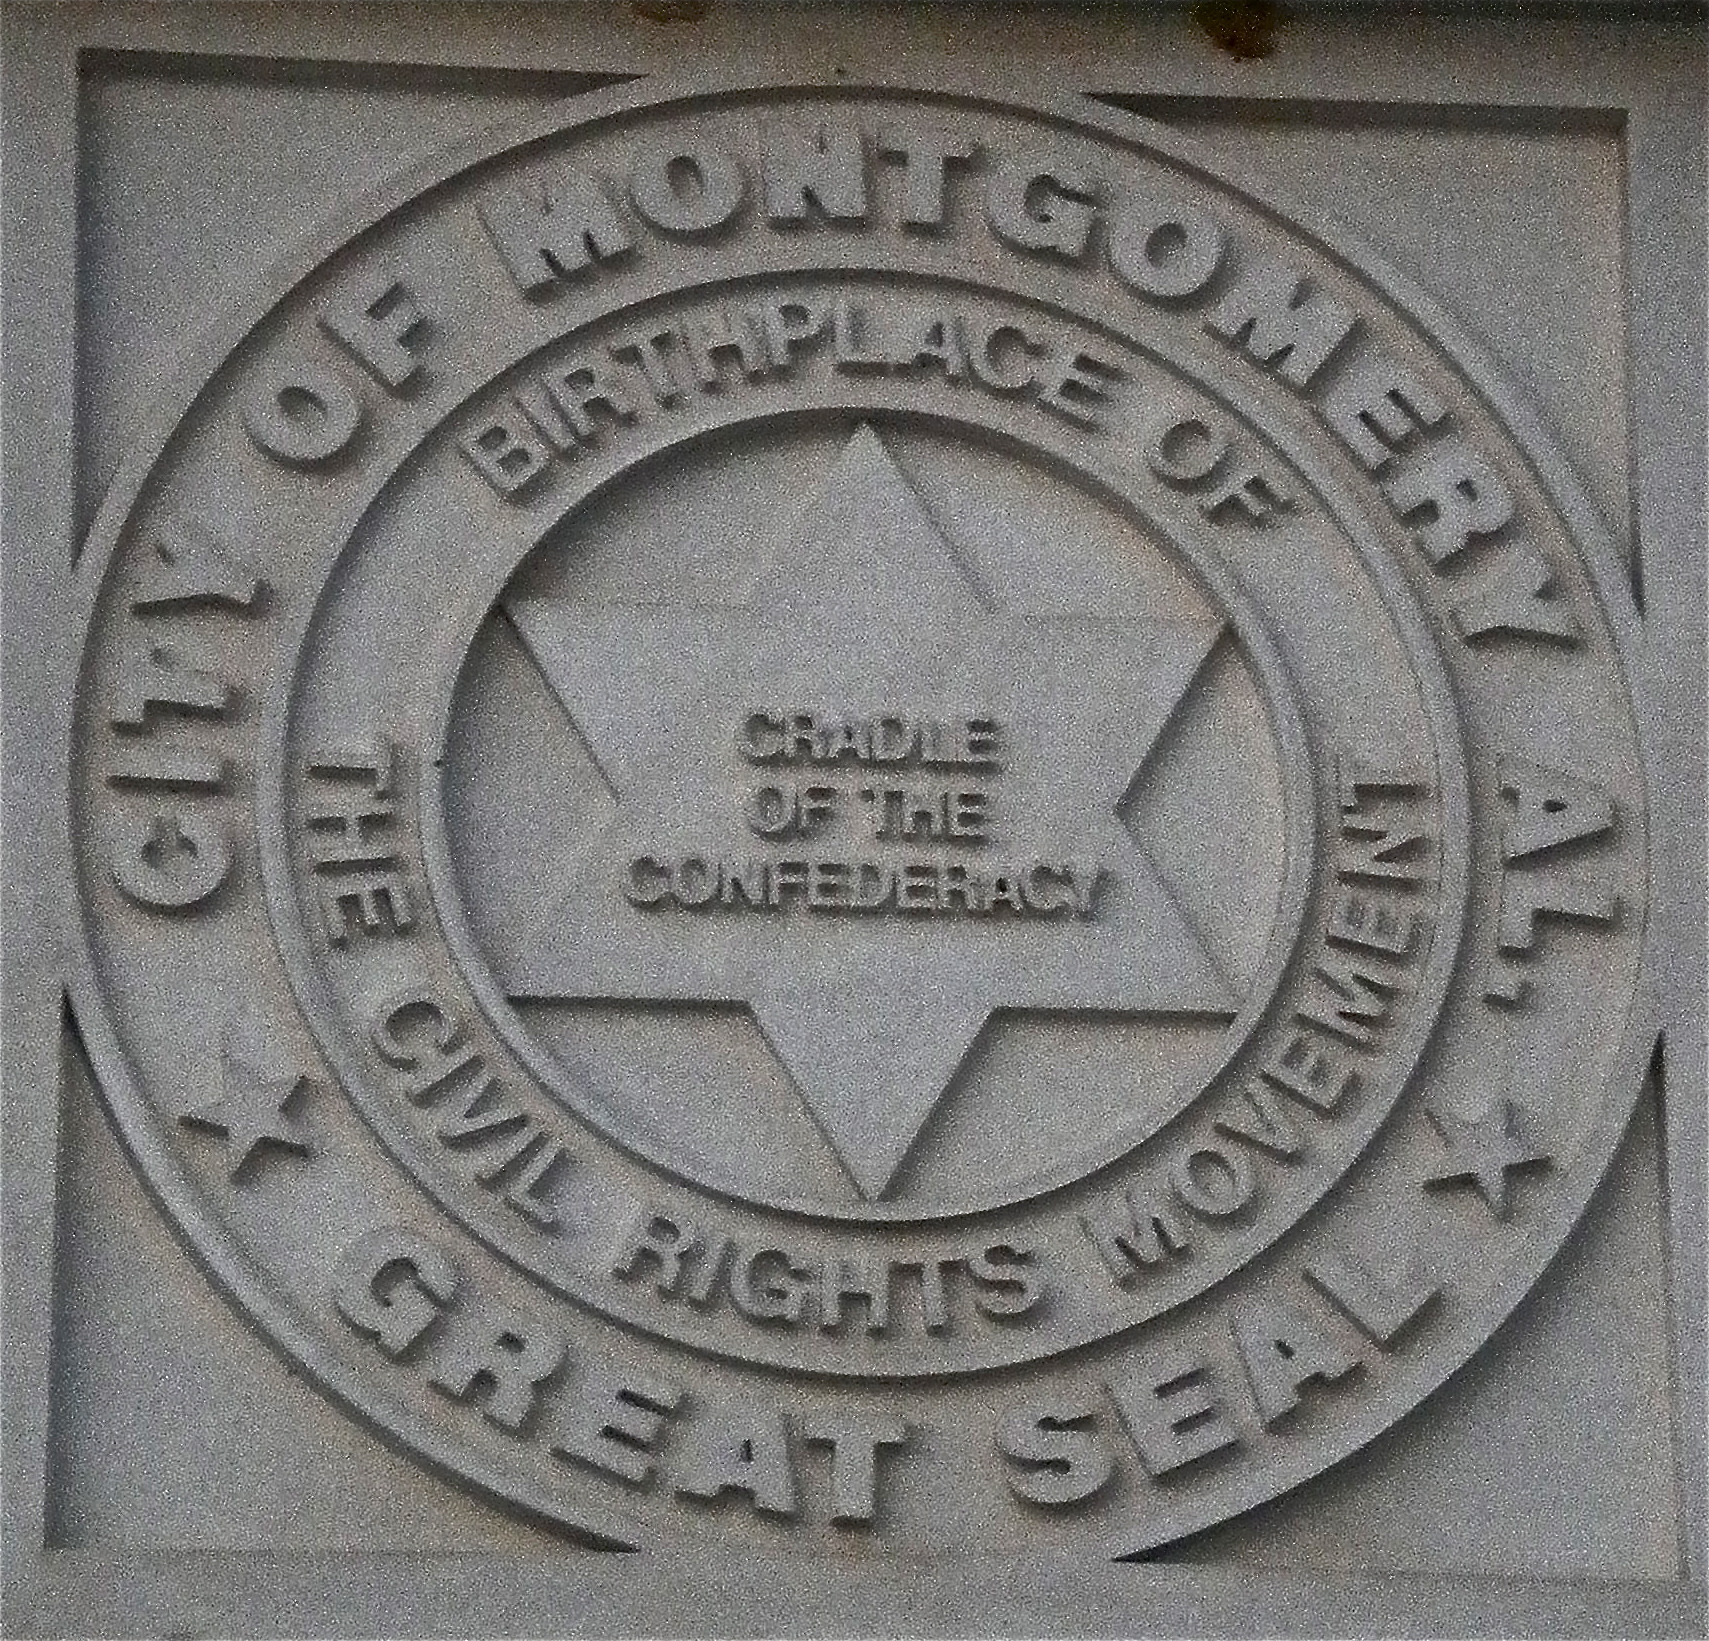 CITY OF MONTGOMERY AL,
GREAT SEAL
BIRTHPLACE OF
THE CIVIL RIGHTS MOVEMENT
CRADLE
OF THE
CONFEDERACY